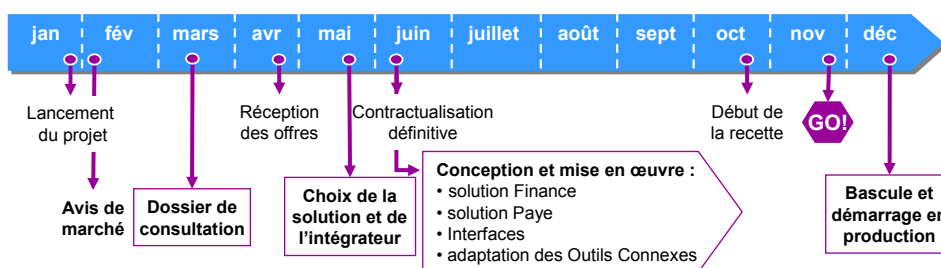 jan fév mars avr mai juin juillet août sept oct nov déc
Lancement
du projet
Avis de
marché
Dossier de
consultation
Réception
des offres
Choix de la
solution et de
l'intégrateur
Contractualisation
définitive
Conception et mise en œuvre :
• solution Finance
• solution Paye
• Interfaces
• adaptation des Outils Connexes
Début de
la recette
GO!
Bascule et
démarrage en
production